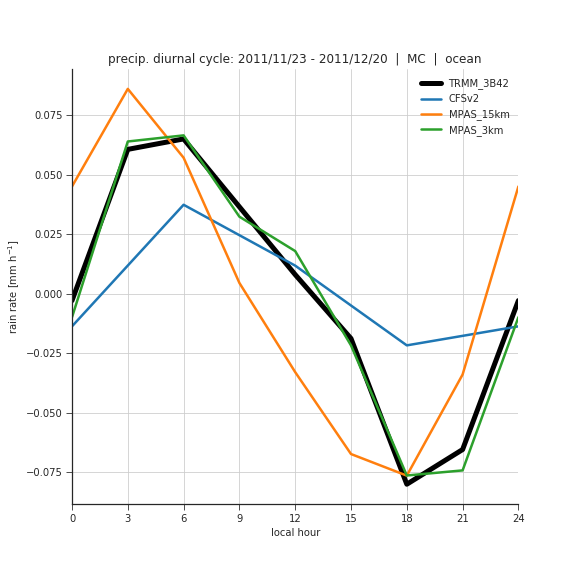 precip. diurnal cycle: 2011/11/23 - 2011/12/20 | MC | ocean
TRMM_3B42
CFSv2
MPAS_15km
MPAS_3km
0.075
0.050
0.025
0.000
−0.025
−0.050
−0.075
rain rate [mm h⁻¹]
0 3 6 9 12 15 18 21 24
local hour